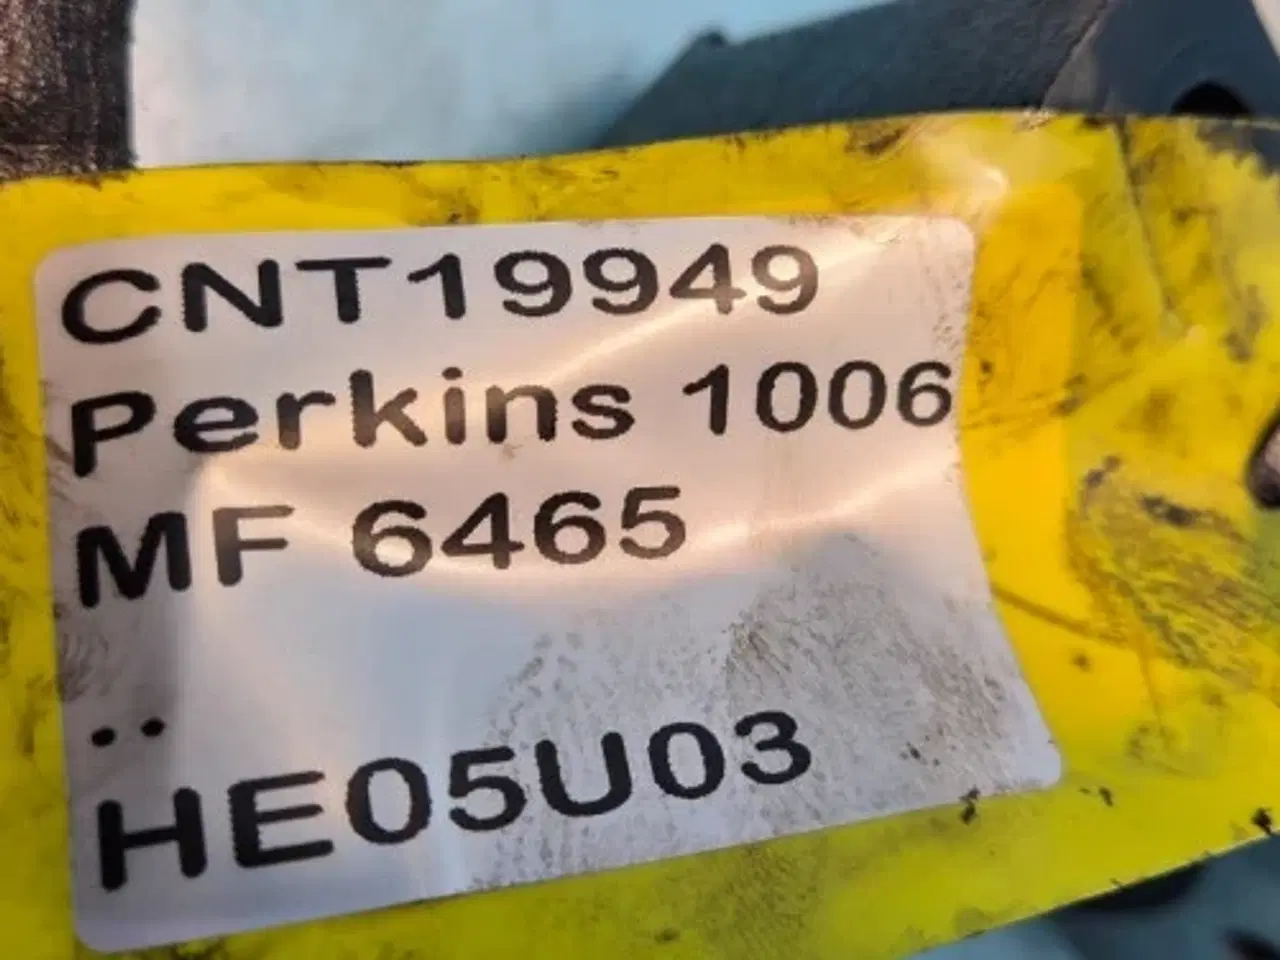 CNT19949
Perkins 1006
MF 6465
..
HE05U03